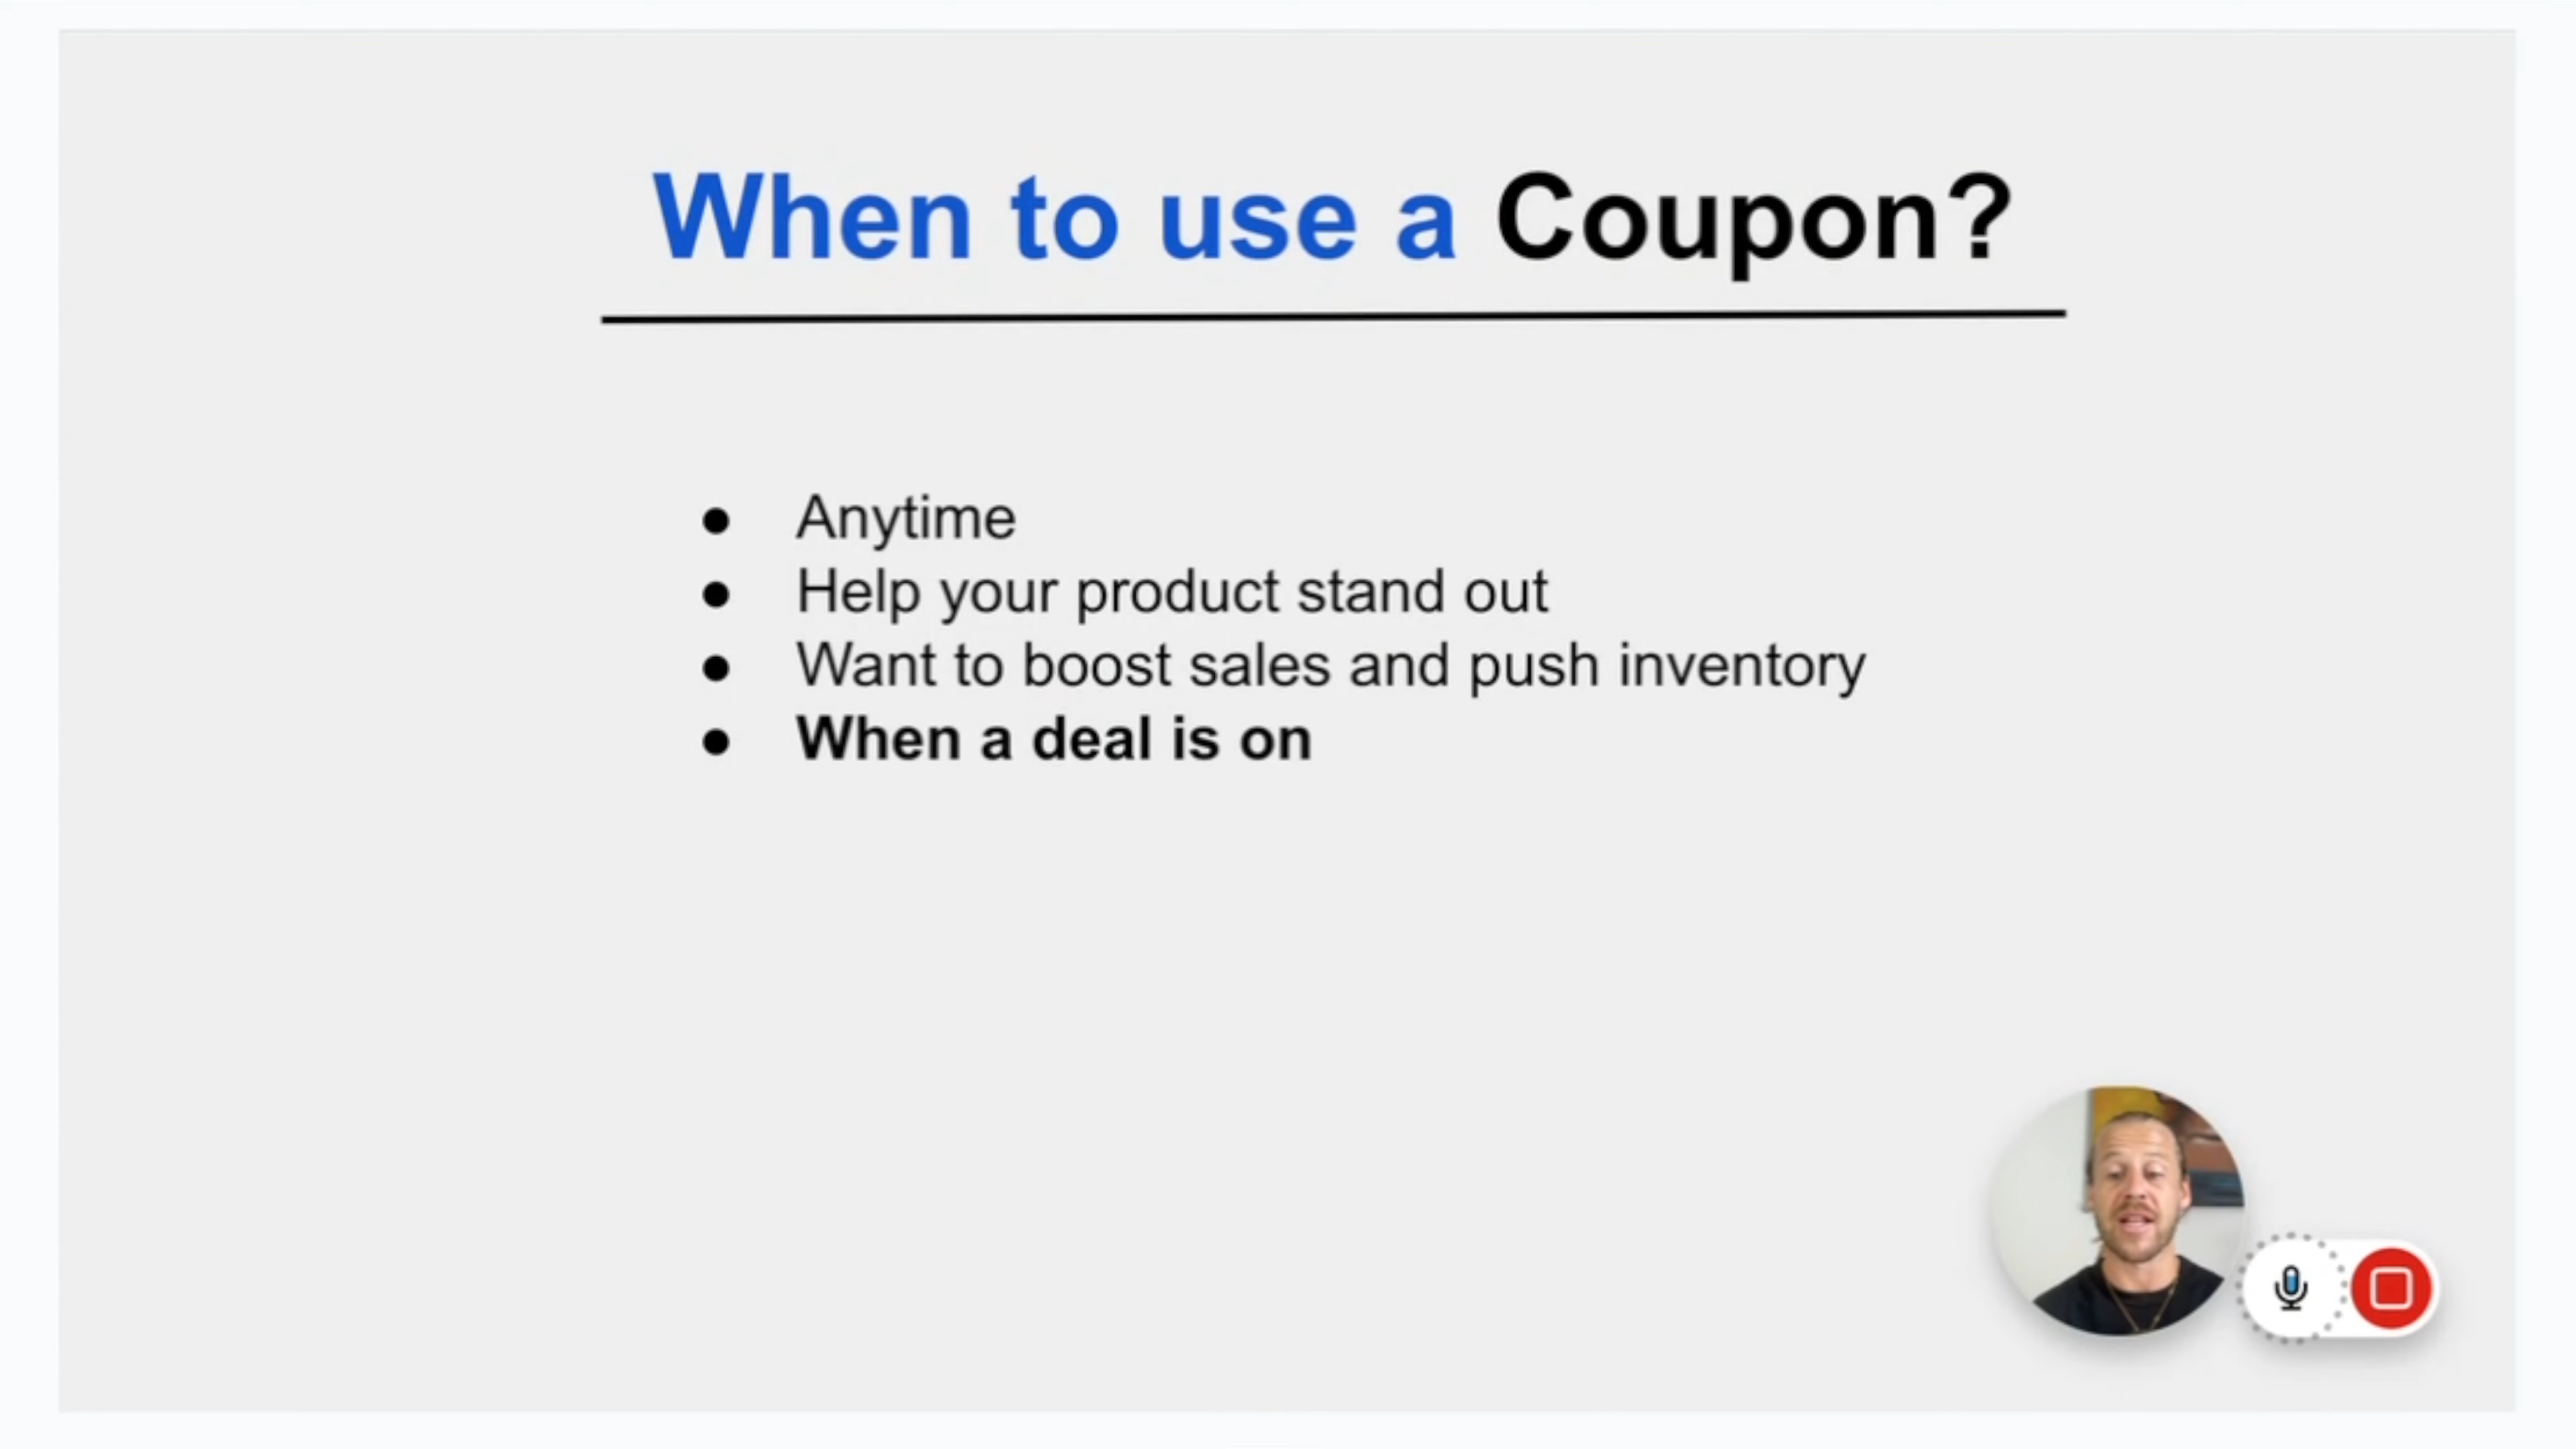 When to use a Coupon?
● Anytime
● Help your product stand out
● Want to boost sales and push inventory
● When a deal is on